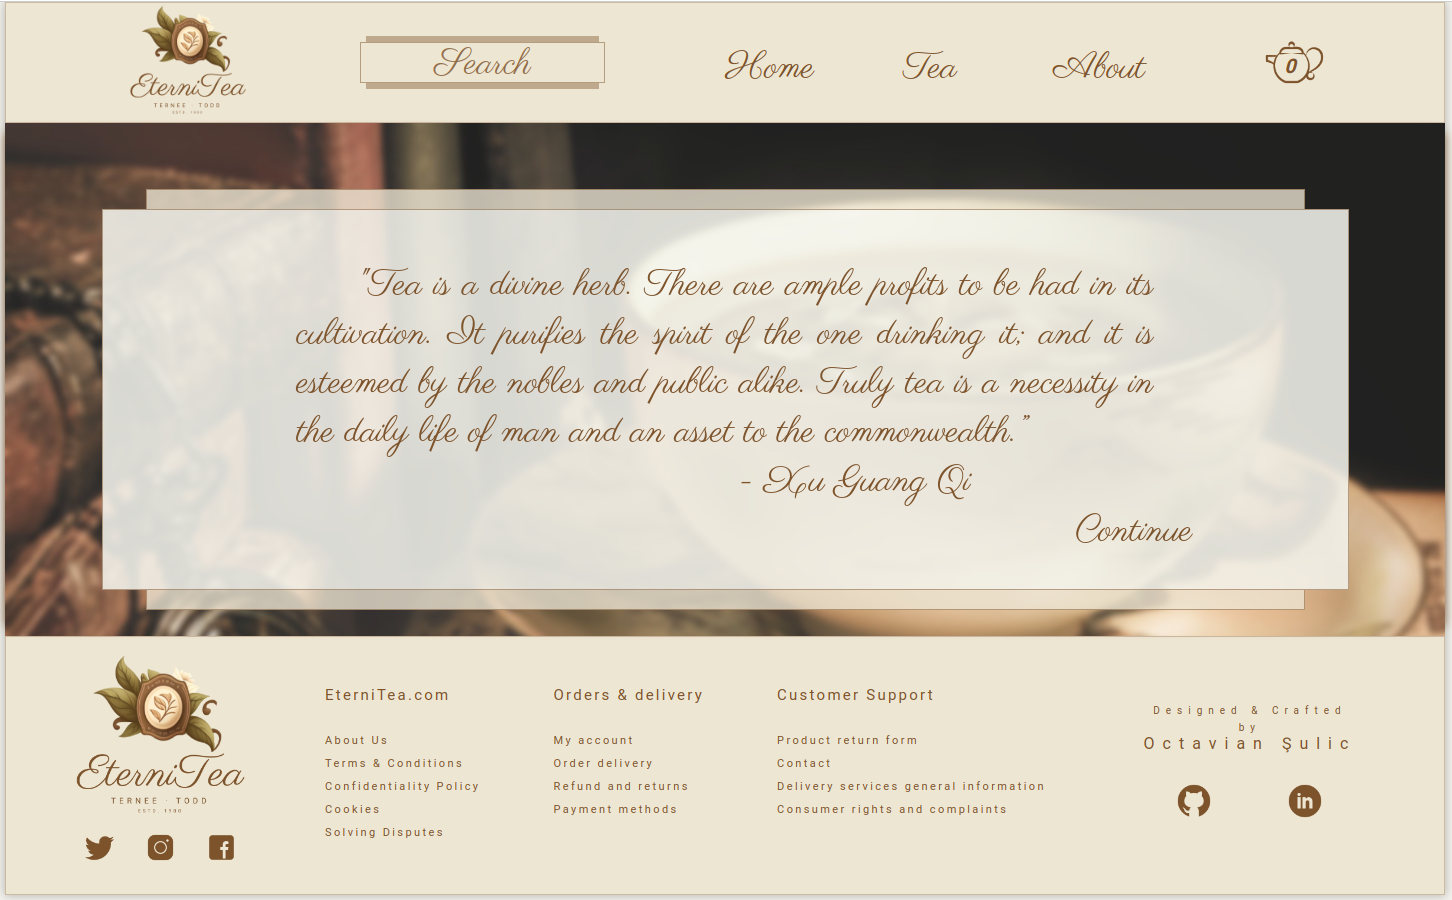 EterniTea
TERNEE · TODD
ESTD. 1990
Search
Home
Tea
About
0
"Tea is a divine herb. There are ample profits to be had in its
cultivation. It purifies the spirit of the one drinking it; and it is
esteemed by the nobles and public alike. Truly tea is a necessity in
the daily life of man and an asset to the commonwealth.”
- Xu Guang Qi
Continue
EterniTea
TERNEE · TODD
ESTD. 1990
EterniTea.com
About Us
Terms & Conditions
Confidentiality Policy
Cookies
Solving Disputes
Orders & delivery
My account
Order delivery
Refund and returns
Payment methods
Customer Support
Product return form
Contact
Delivery services general information
Consumer rights and complaints
Designed & Crafted
by
Octavian Șulic
in